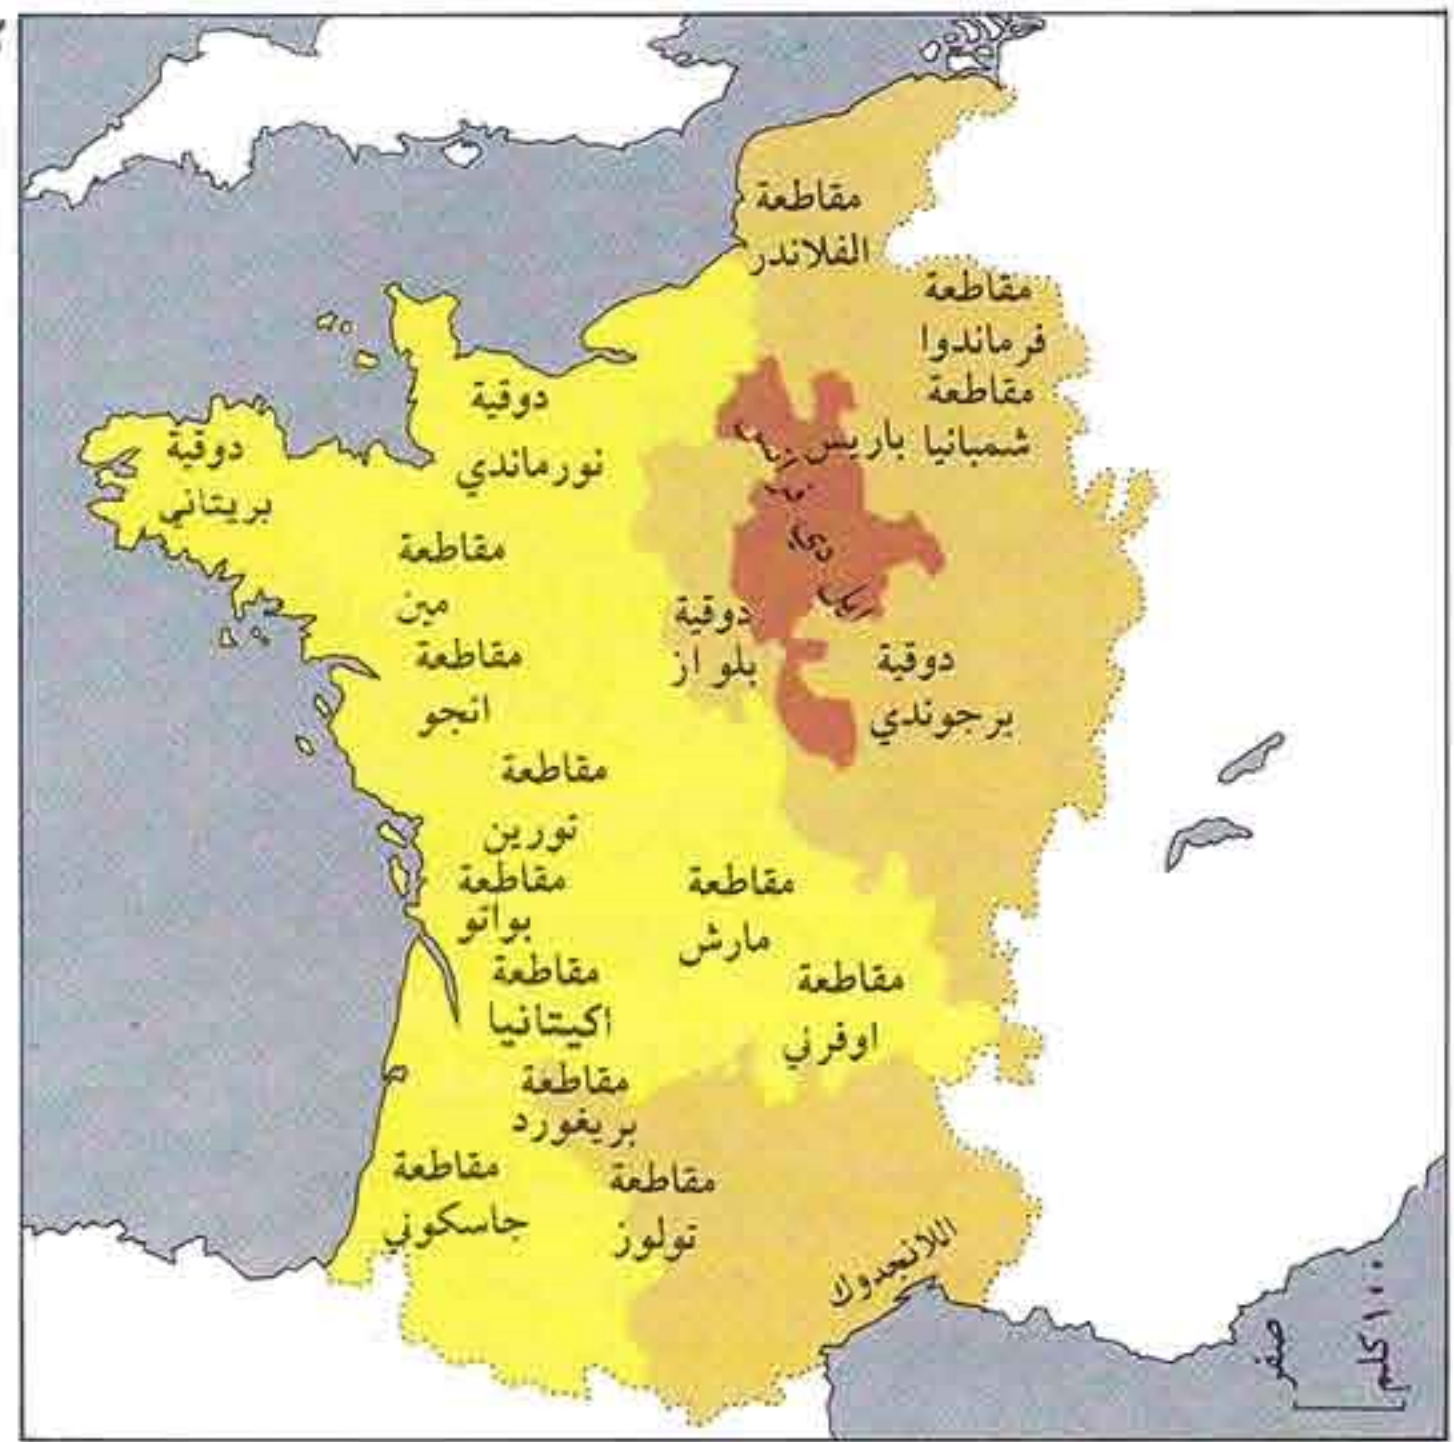 مقاطعة
الفلاندر
مقاطعة
فرماندوا
مقاطعة
شمبانيا
باريس
دوقية
نورماندي
دوقية
بريتاني
مقاطعة
مين
مقاطعة
انجو
دوقية
بلواز
دوقية
برجوندي
مقاطعة
تورين
مقاطعة
بواتو
مقاطعة
مارش
مقاطعة
اوفرني
مقاطعة
اكيتانيا
مقاطعة
بريغورد
مقاطعة
جاسكوني
مقاطعة
تولوز
اللانجدوك
صفر
١٠٠ كلم